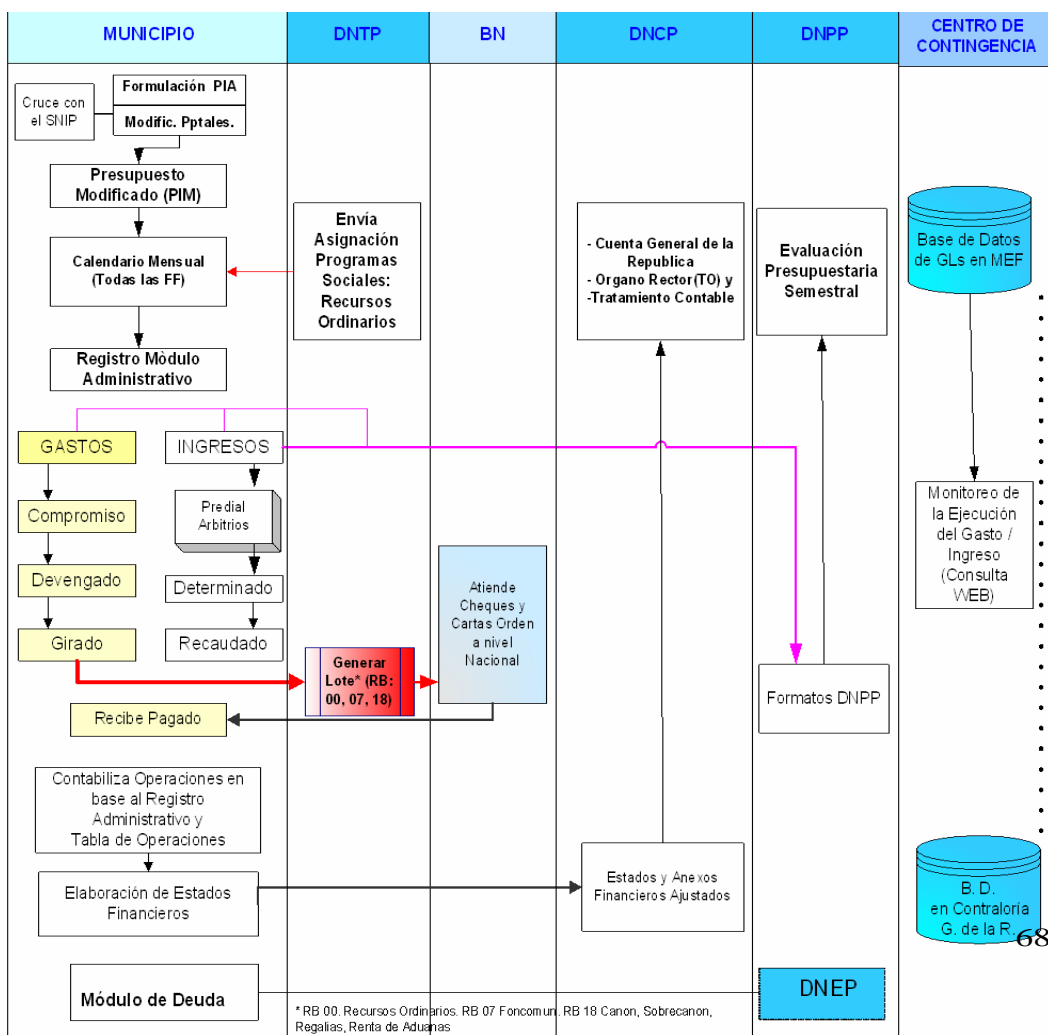 MUNICIPIO
DNTP
BN
DNCP
DNPP
CENTRO DE
CONTINGENCIA
Cruce con
el SNIP
Formulación PIA
Modific. Pptales.
Presupuesto
Modificado (PIM)
Calendario Mensual
(Todas las FF)
Registro Mòdulo
Administrativo
Envía
Asignación
Programas
Sociales:
Recursos
Ordinarios
- Cuenta General de la
Republica
- Organo Rector(TO) y
-Tratamiento Contable
Evaluación
Presupuestaria
Semestral
Base de Datos
de GLs en MEF
GASTOS
INGRESOS
Compromiso
Predial
Arbitrios
Devengado
Determinado
Girado
Recaudado
Generar
Lote* (RB:
00, 07, 18)
Atiende
Cheques y
Cartas Orden
a nivel
Nacional
Monitoreo de
la Ejecución
del Gasto /
Ingreso
(Consulta
WEB)
Formatos DNPP
Recibe Pagado
Contabiliza Operaciones en
base al Registro
Administrativo y
Tabla de Operaciones
Elaboración de Estados
Financieros
Estados y Anexos
Financieros Ajustados
B. D.
en Contraloría
G. de la R.
68
Módulo de Deuda
DNEP
* RB 00. Recursos Ordinarios. RB 07 Foncomun. RB 18 Canon, Sobrecanon,
Regalias, Renta de Aduanas